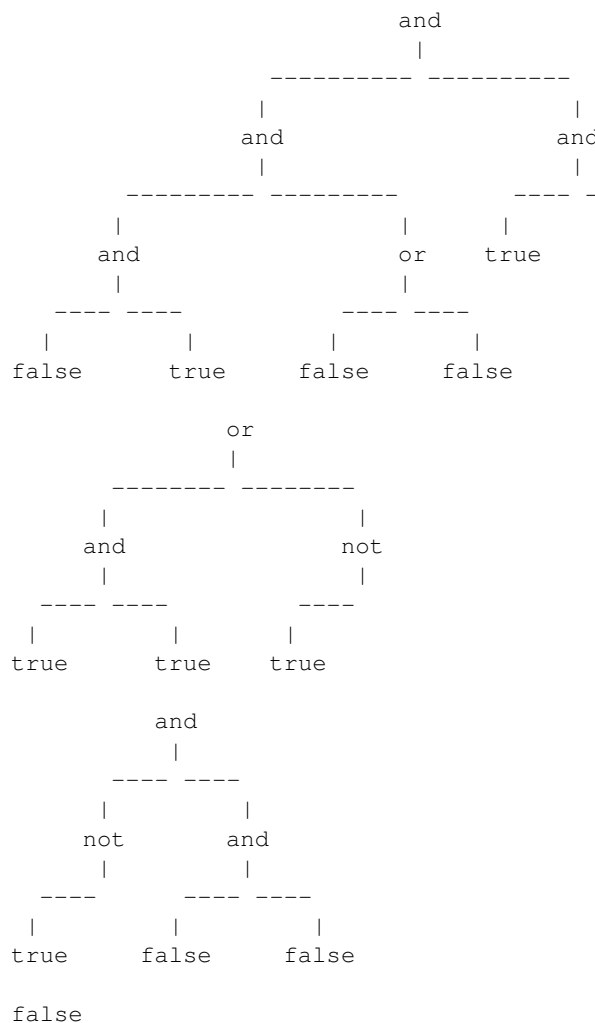 and
|
---------- ----------
| |
and and
| |
--------- --------- ---- -
| | |
and or true
| |
---- ---- ---- ----
| | | |
false true false false
or
|
-------- --------
| |
and not
| |
---- ---- ----
| | |
true true true
and
|
---- ----
| |
not and
| |
---- ---- ----
| | |
true false false
false